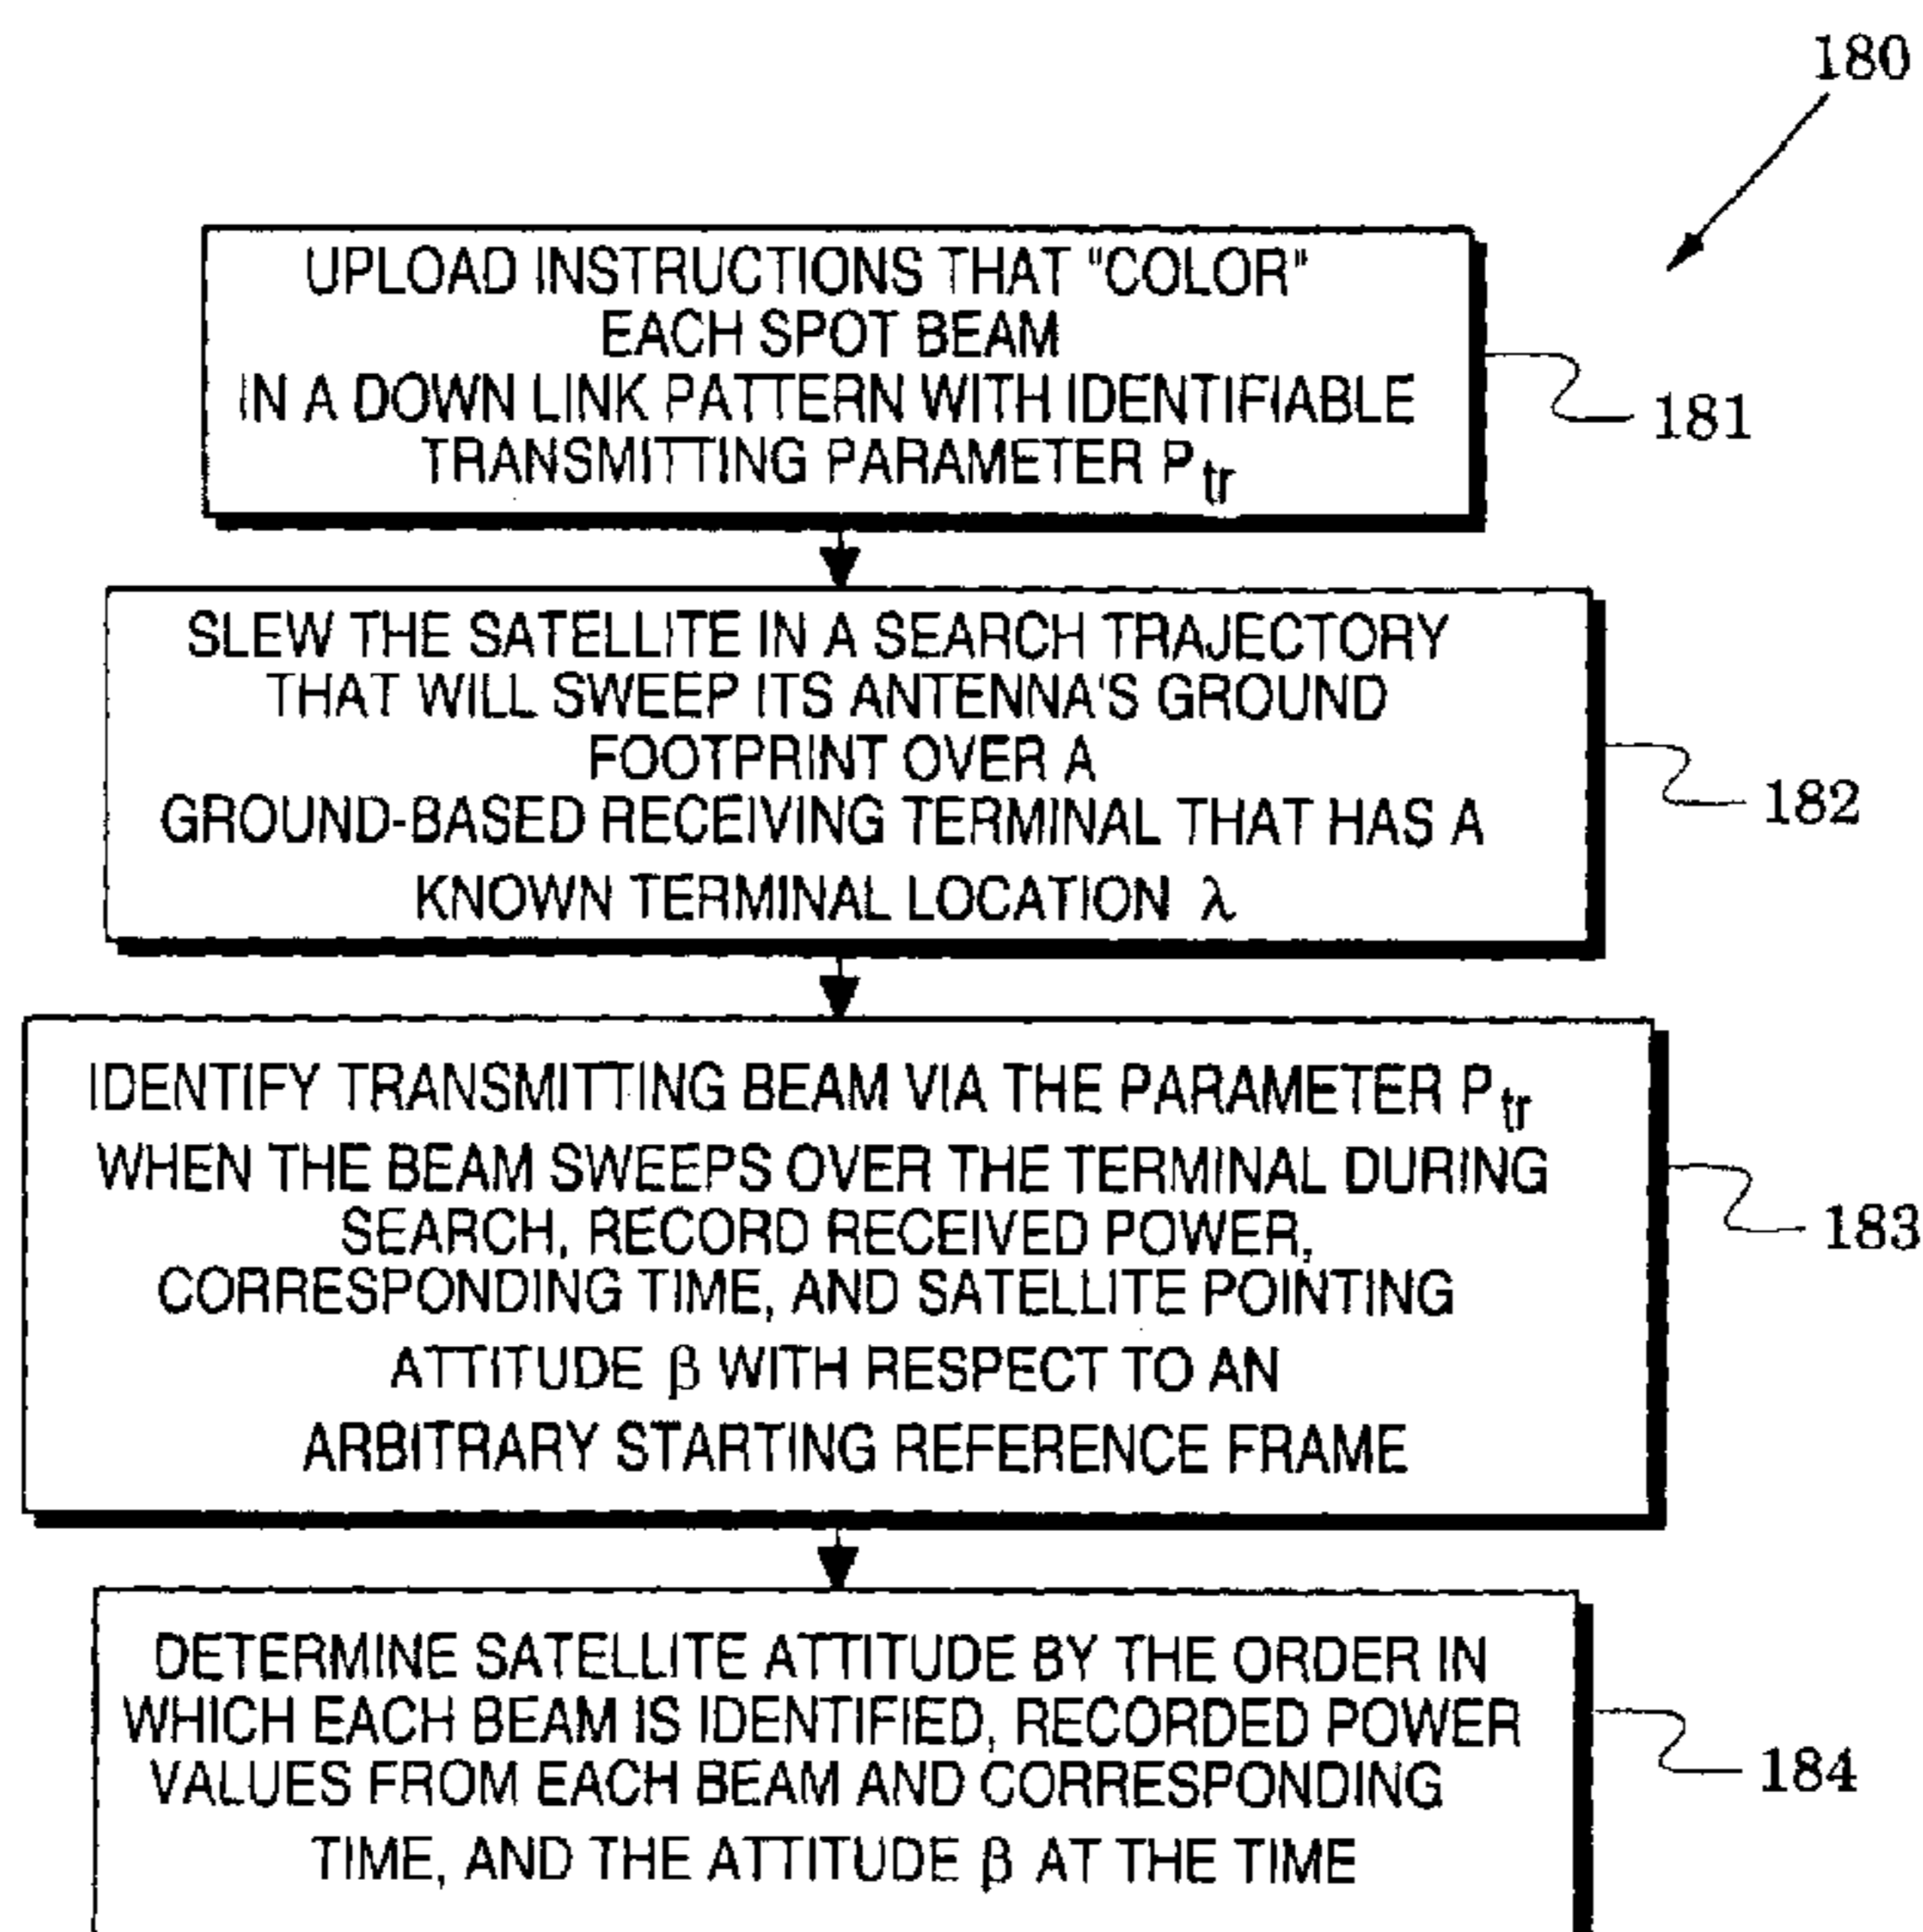 180
UPLOAD INSTRUCTIONS THAT "COLOR"
EACH SPOT BEAM
IN A DOWN LINK PATTERN WITH IDENTIFIABLE
TRANSMITTING PARAMETER Ptr
181
SLEW THE SATELLITE IN A SEARCH TRAJECTORY
THAT WILL SWEEP ITS ANTENNA'S GROUND
FOOTPRINT OVER A
GROUND-BASED RECEIVING TERMINAL THAT HAS A
KNOWN TERMINAL LOCATION λ
182
IDENTIFY TRANSMITTING BEAM VIA THE PARAMETER Ptr
WHEN THE BEAM SWEEPS OVER THE TERMINAL DURING
SEARCH, RECORD RECEIVED POWER,
CORRESPONDING TIME, AND SATELLITE POINTING
ATTITUDE β WITH RESPECT TO AN
ARBITRARY STARTING REFERENCE FRAME
183
DETERMINE SATELLITE ATTITUDE BY THE ORDER IN
WHICH EACH BEAM IS IDENTIFIED, RECORDED POWER
VALUES FROM EACH BEAM AND CORRESPONDING
TIME, AND THE ATTITUDE β AT THE TIME
184